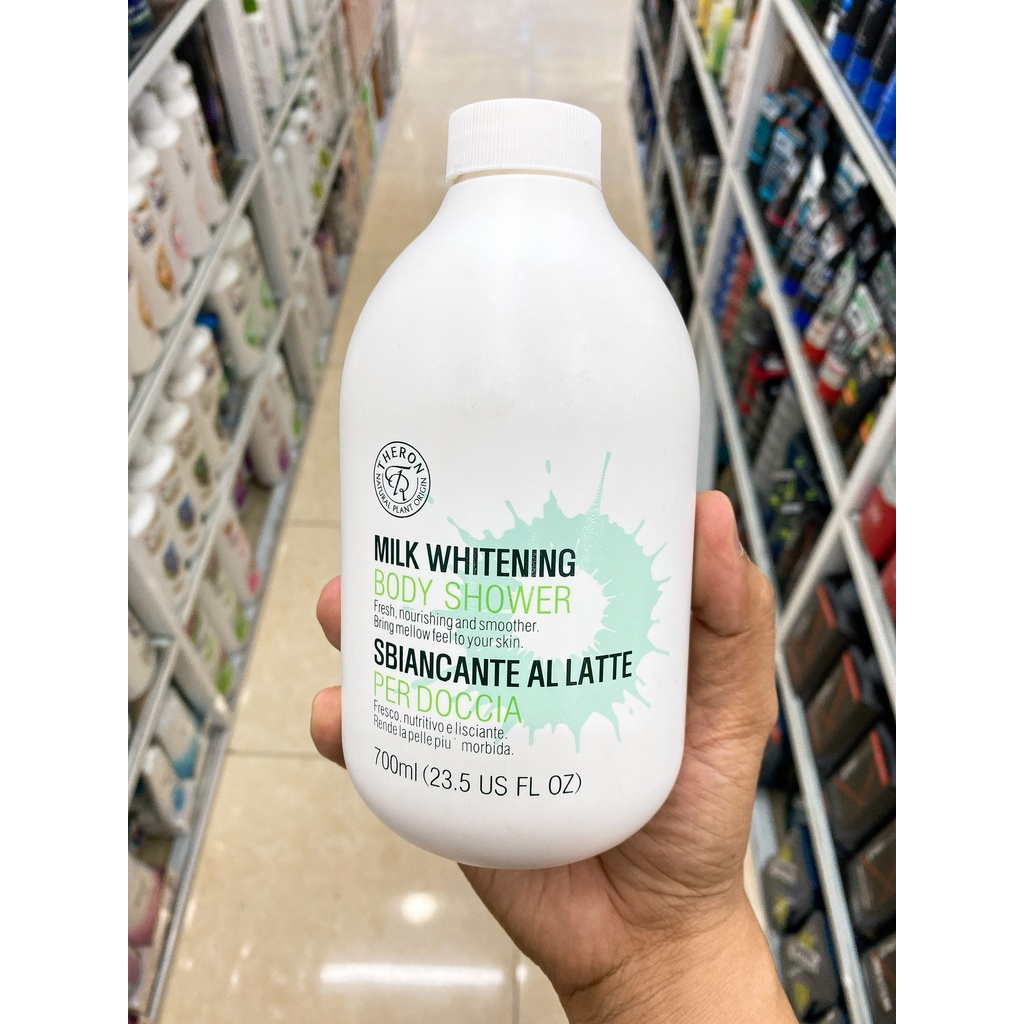 THERON
NATURAL PLANT ORIGIN
MILK WHITENING
BODY SHOWER
Fresh, nourishing and smoother.
Bring mellow feel to your skin.
SBIANCANTE AL LATTE
PER DOCCIA
Fresco, nutritivo e lisciante.
Rende la pelle piu` morbida.
700ml (23.5 US FL OZ)